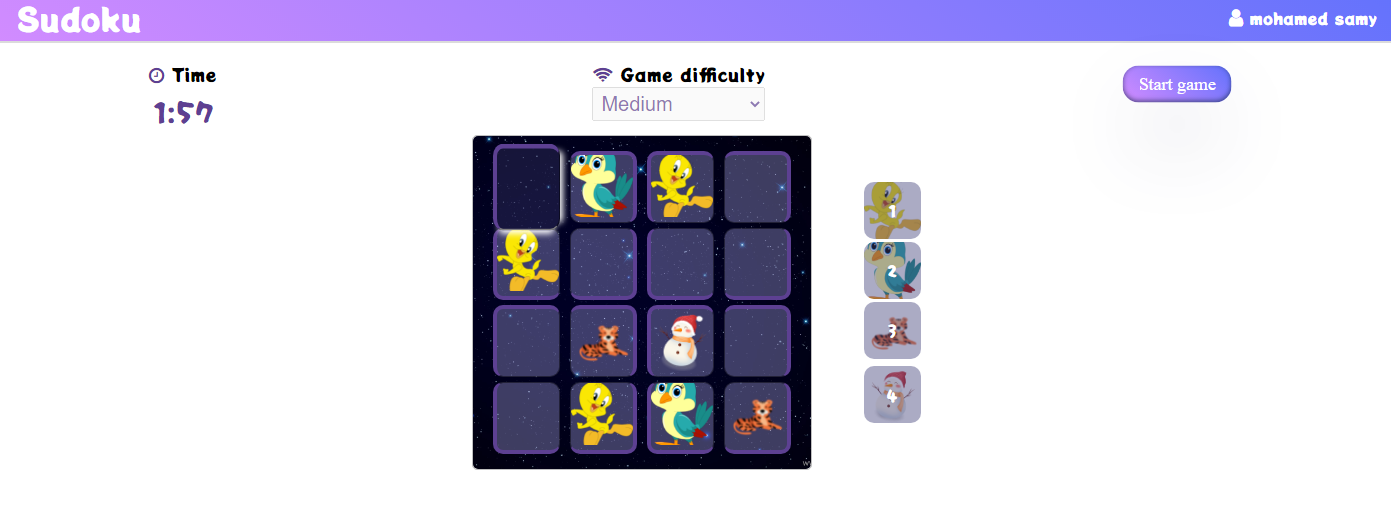 Sudoku
mohamed samy
Time
1:57
Game difficulty
Medium
Start game
1
2
3
4